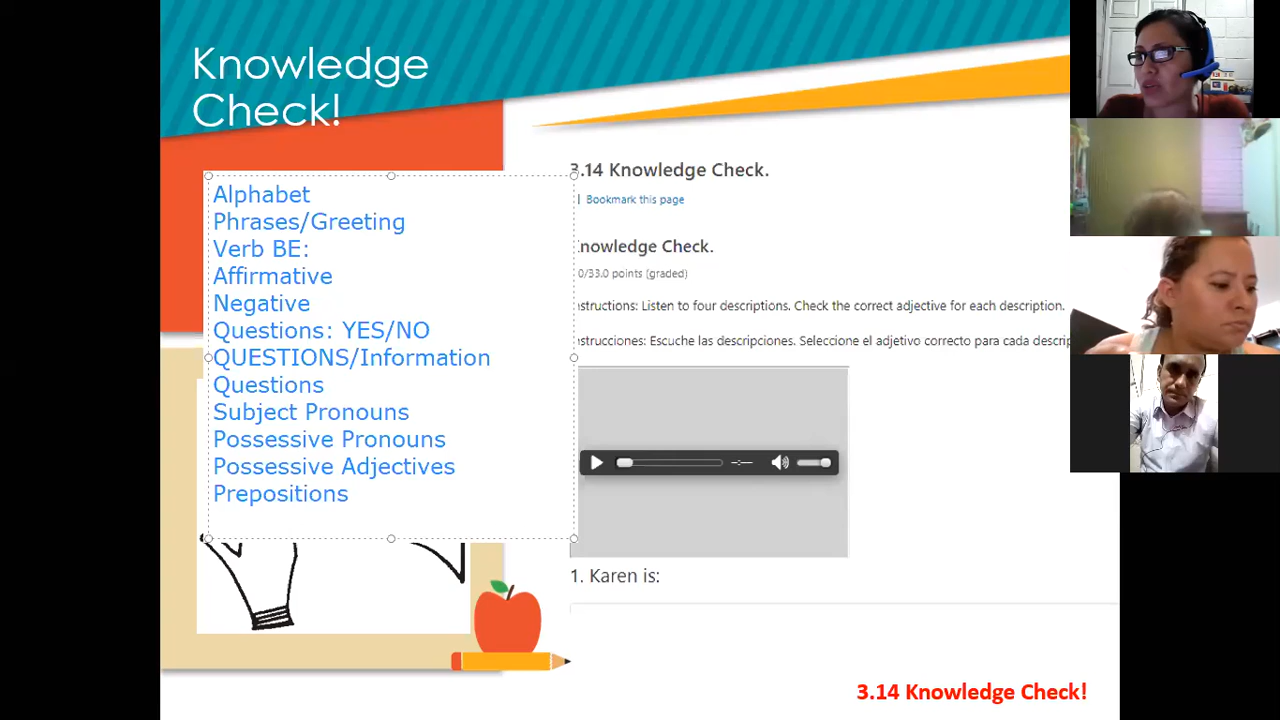 Knowledge
Check!
Alphabet
Phrases/Greeting
Verb BE:
Affirmative
Negative
Questions: YES/NO
QUESTIONS/Information
Questions
Subject Pronouns
Possessive Pronouns
Possessive Adjectives
Prepositions
3.14 Knowledge Check.
Bookmark this page
nowledge Check.
0/33.0 points (graded)
structions: Listen to four descriptions. Check the correct adjective for each description.
strucciones: Escuche las descripciones. Seleccione el adjetivo correcto para cada descrip
1. Karen is:
3.14 Knowledge Check!